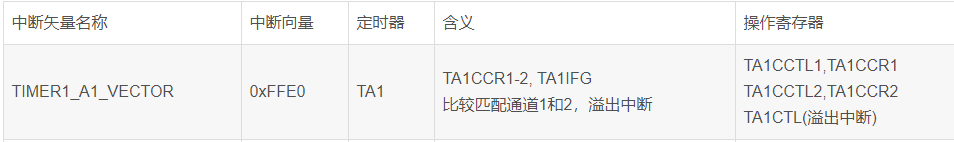 中断矢量名称 中断向量 定时器 含义 操作寄存器
TIMER1_A1_VECTOR 0xFFE0 TA1
TA1CCR1-2, TA1IFG
比较匹配通道1和2，溢出中断
TA1CCTL1,TA1CCR1
TA1CCTL2,TA1CCR2
TA1CTL(溢出中断)